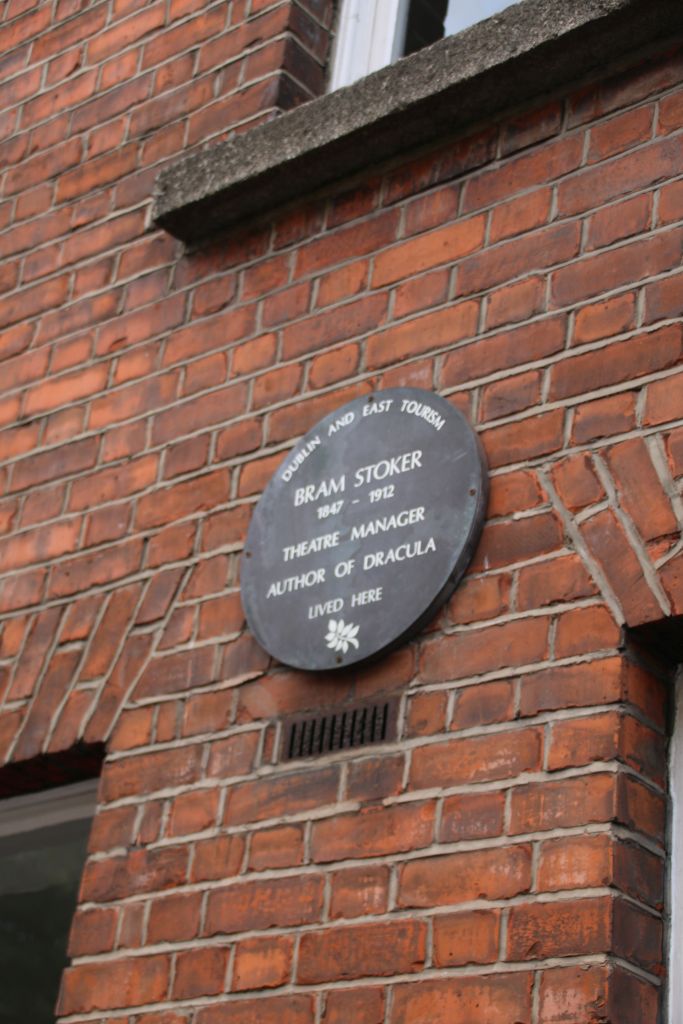 DUBLIN AND EAST TOURISM
BRAM STOKER
1847 - 1912
THEATRE MANAGER
AUTHOR OF DRACULA
LIVED HERE